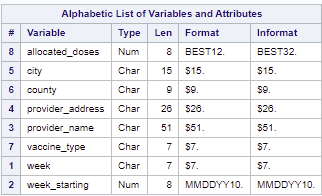 Alphabetic List of Variables and Attributes
# Variable Type Len Format Informat
8 allocated_doses Num 8 BEST12. BEST32.
5 city Char 15 $15. $15.
6 county Char 9 $9. $9.
4 provider_address Char 26 $26. $26.
3 provider_name Char 51 $51. $51.
7 vaccine_type Char 7 $7. $7.
1 week Char 7 $7. $7.
2 week_starting Num 8 MMDDYY10. MMDDYY10.